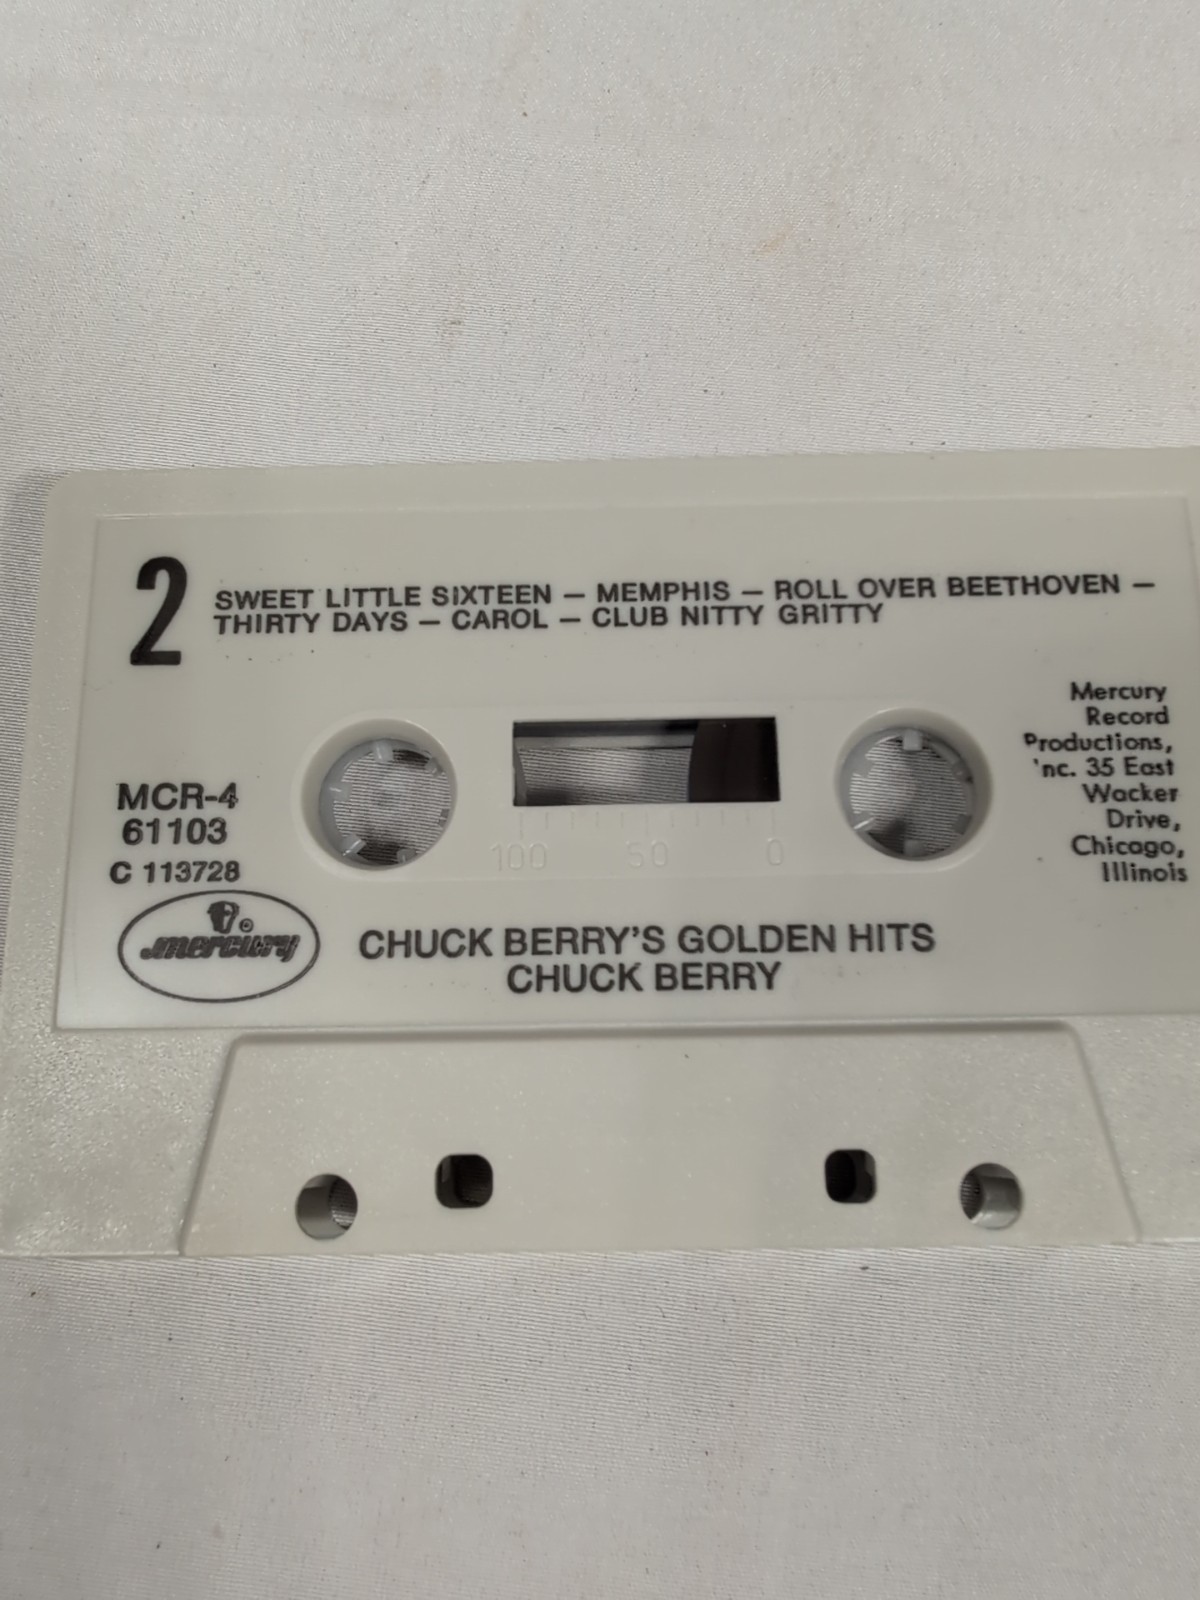 2
SWEET LITTLE SIXTEEN — MEMPHIS — ROLL OVER BEETHOVEN —
THIRTY DAYS — CAROL — CLUB NITTY GRITTY
MCR-4
61103
C 113728
mercury
100 50 0
Mercury
Record
Productions,
'nc. 35 East
Wacker
Drive,
Chicago,
Illinois
CHUCK BERRY'S GOLDEN HITS
CHUCK BERRY